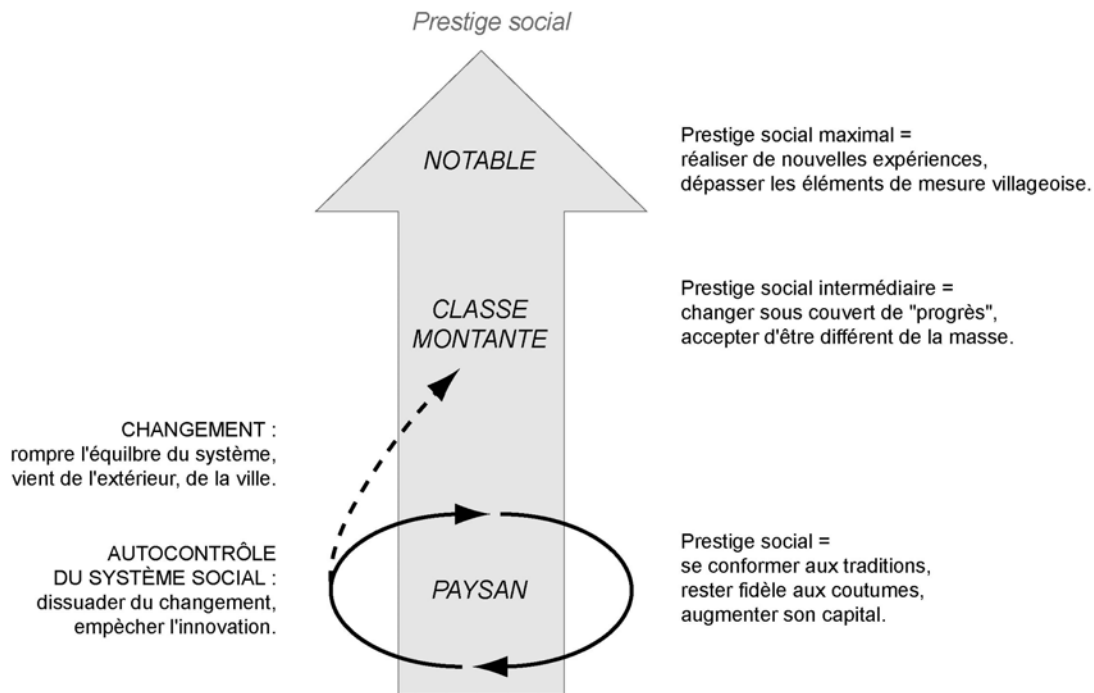 Prestige social
NOTABLE
Prestige social maximal =
réaliser de nouvelles expériences,
dépasser les éléments de mesure villageoise.
CLASSE
MONTANTE
Prestige social intermédiaire =
changer sous couvert de "progrès",
accepter d'être différent de la masse.
CHANGEMENT :
rompre l'équilbre du système,
vient de l'extérieur, de la ville.
AUTOCONTRÔLE
DU SYSTÈME SOCIAL :
dissuader du changement,
empècher l'innovation.
PAYSAN
Prestige social =
se conformer aux traditions,
rester fidèle aux coutumes,
augmenter son capital.